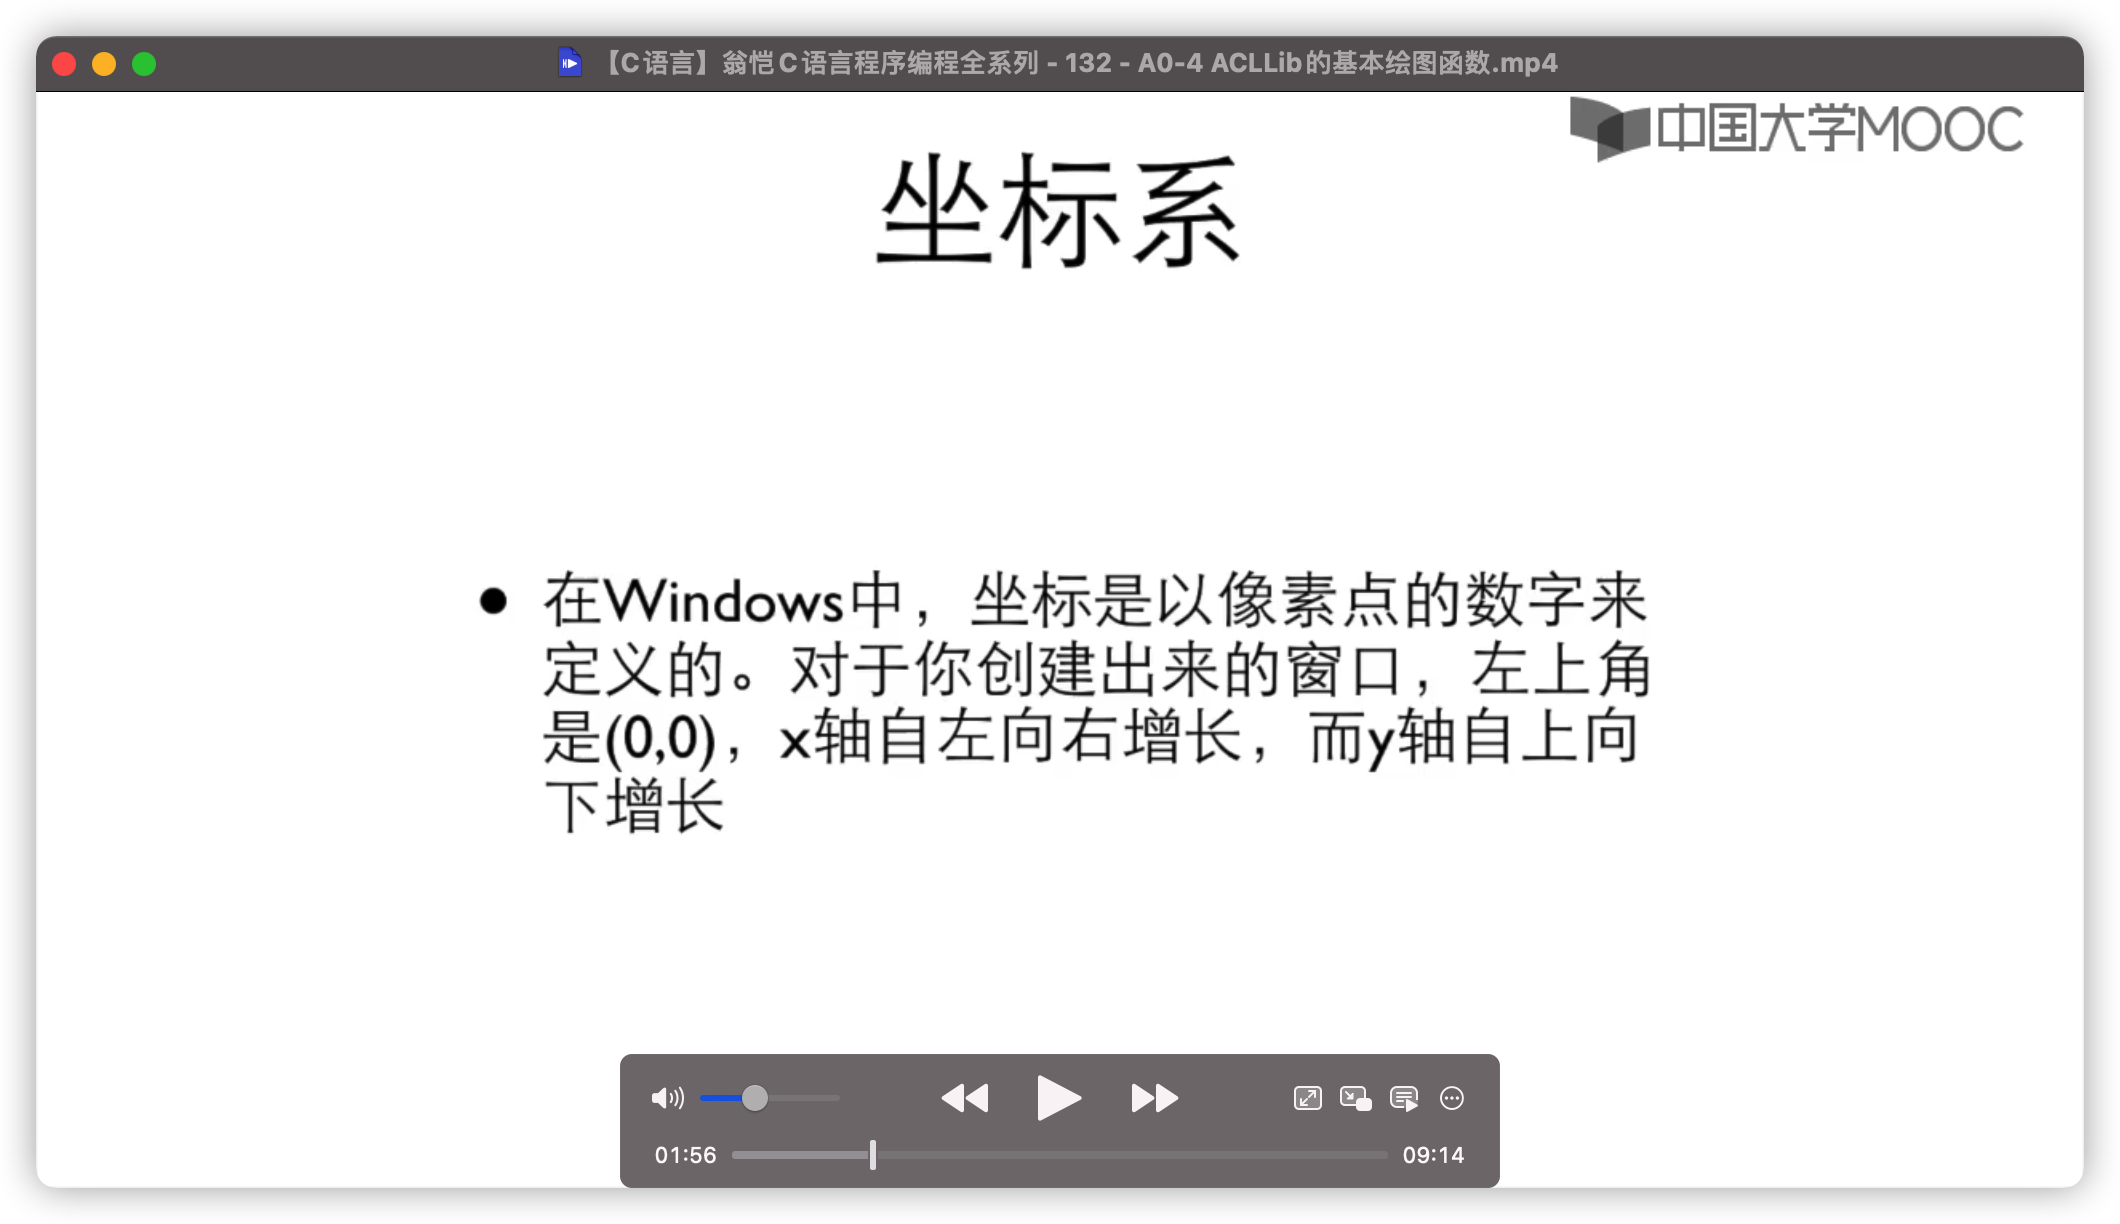 【C语言】翁恺C语言程序编程全系列 - 132 - A0-4 ACLLib的基本绘图函数.mp4
中国大学MOOC
坐标系
● 在Windows中，坐标是以像素点的数字来
定义的。对于你创建出来的窗口，左上角
是(0,0)，x轴自左向右增长，而y轴自上向
下增长
01:56
09:14